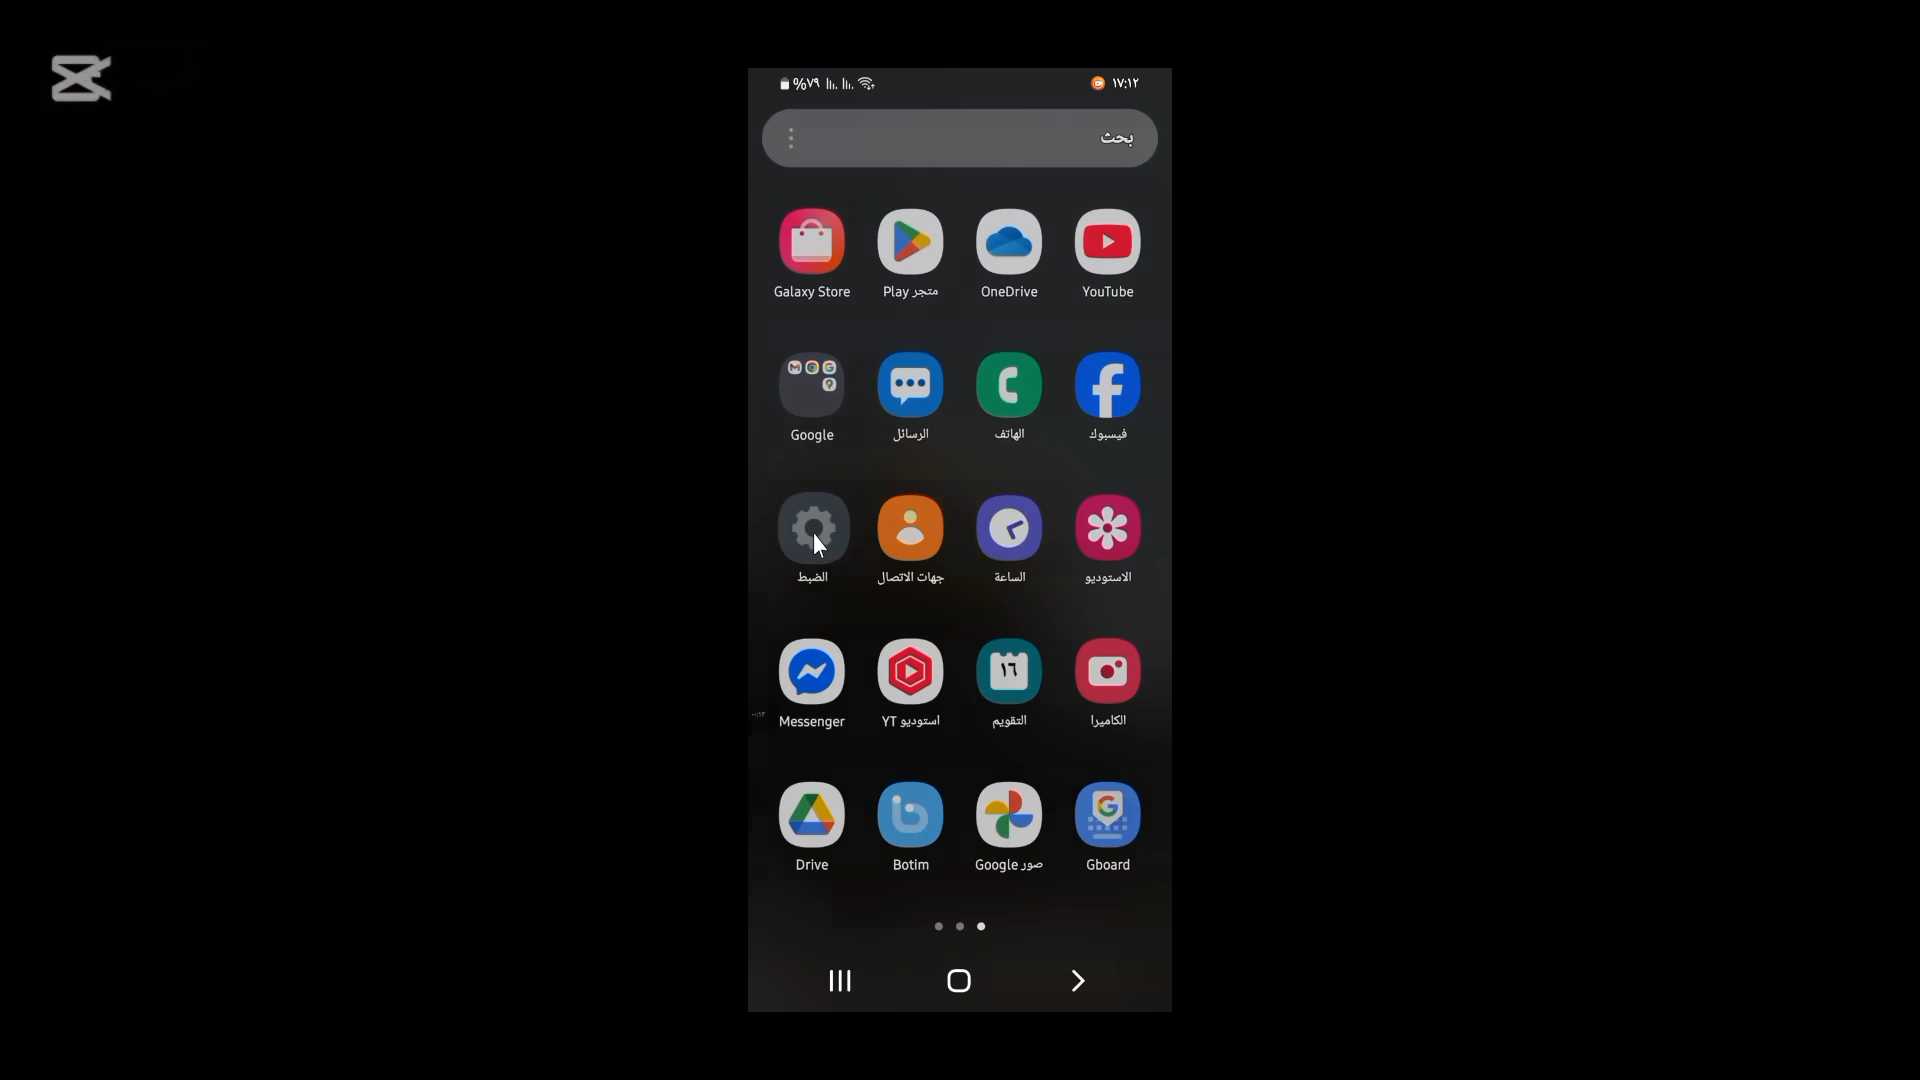 ١٧:١٢
%٧٩
بحث
YouTube
OneDrive
متجر Play
Galaxy Store
فيسبوك
الهاتف
الرسائل
Google
الاستوديو
الساعة
جهات الاتصال
الضبط
١٦
الكاميرا
التقويم
استوديو YT
Messenger
Gboard
صور Google
Botim
Drive